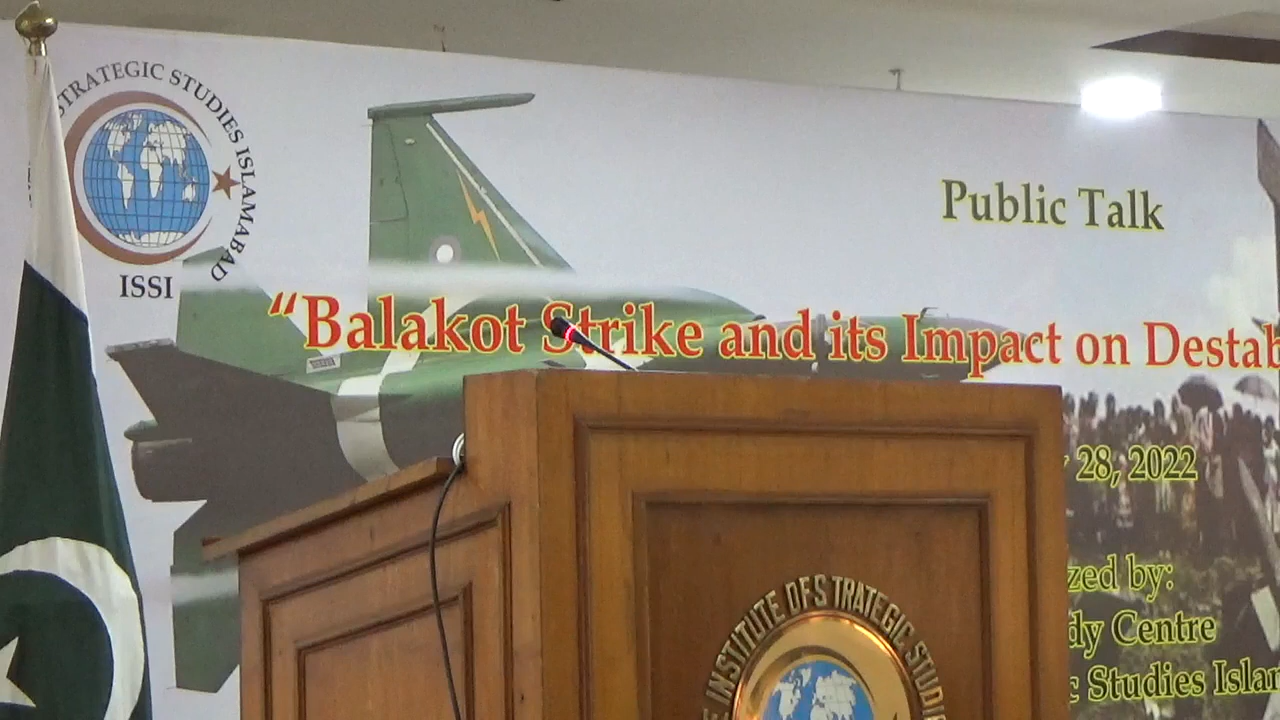 STRATEGIC STUDIES ISLAMABAD
ISSI
Public Talk
“Balakot Strike and its Impact on Destab
28, 2022
zed by:
dy Centre
c Studies Islam
INSTITUTE OF STRATEGIC STUDI